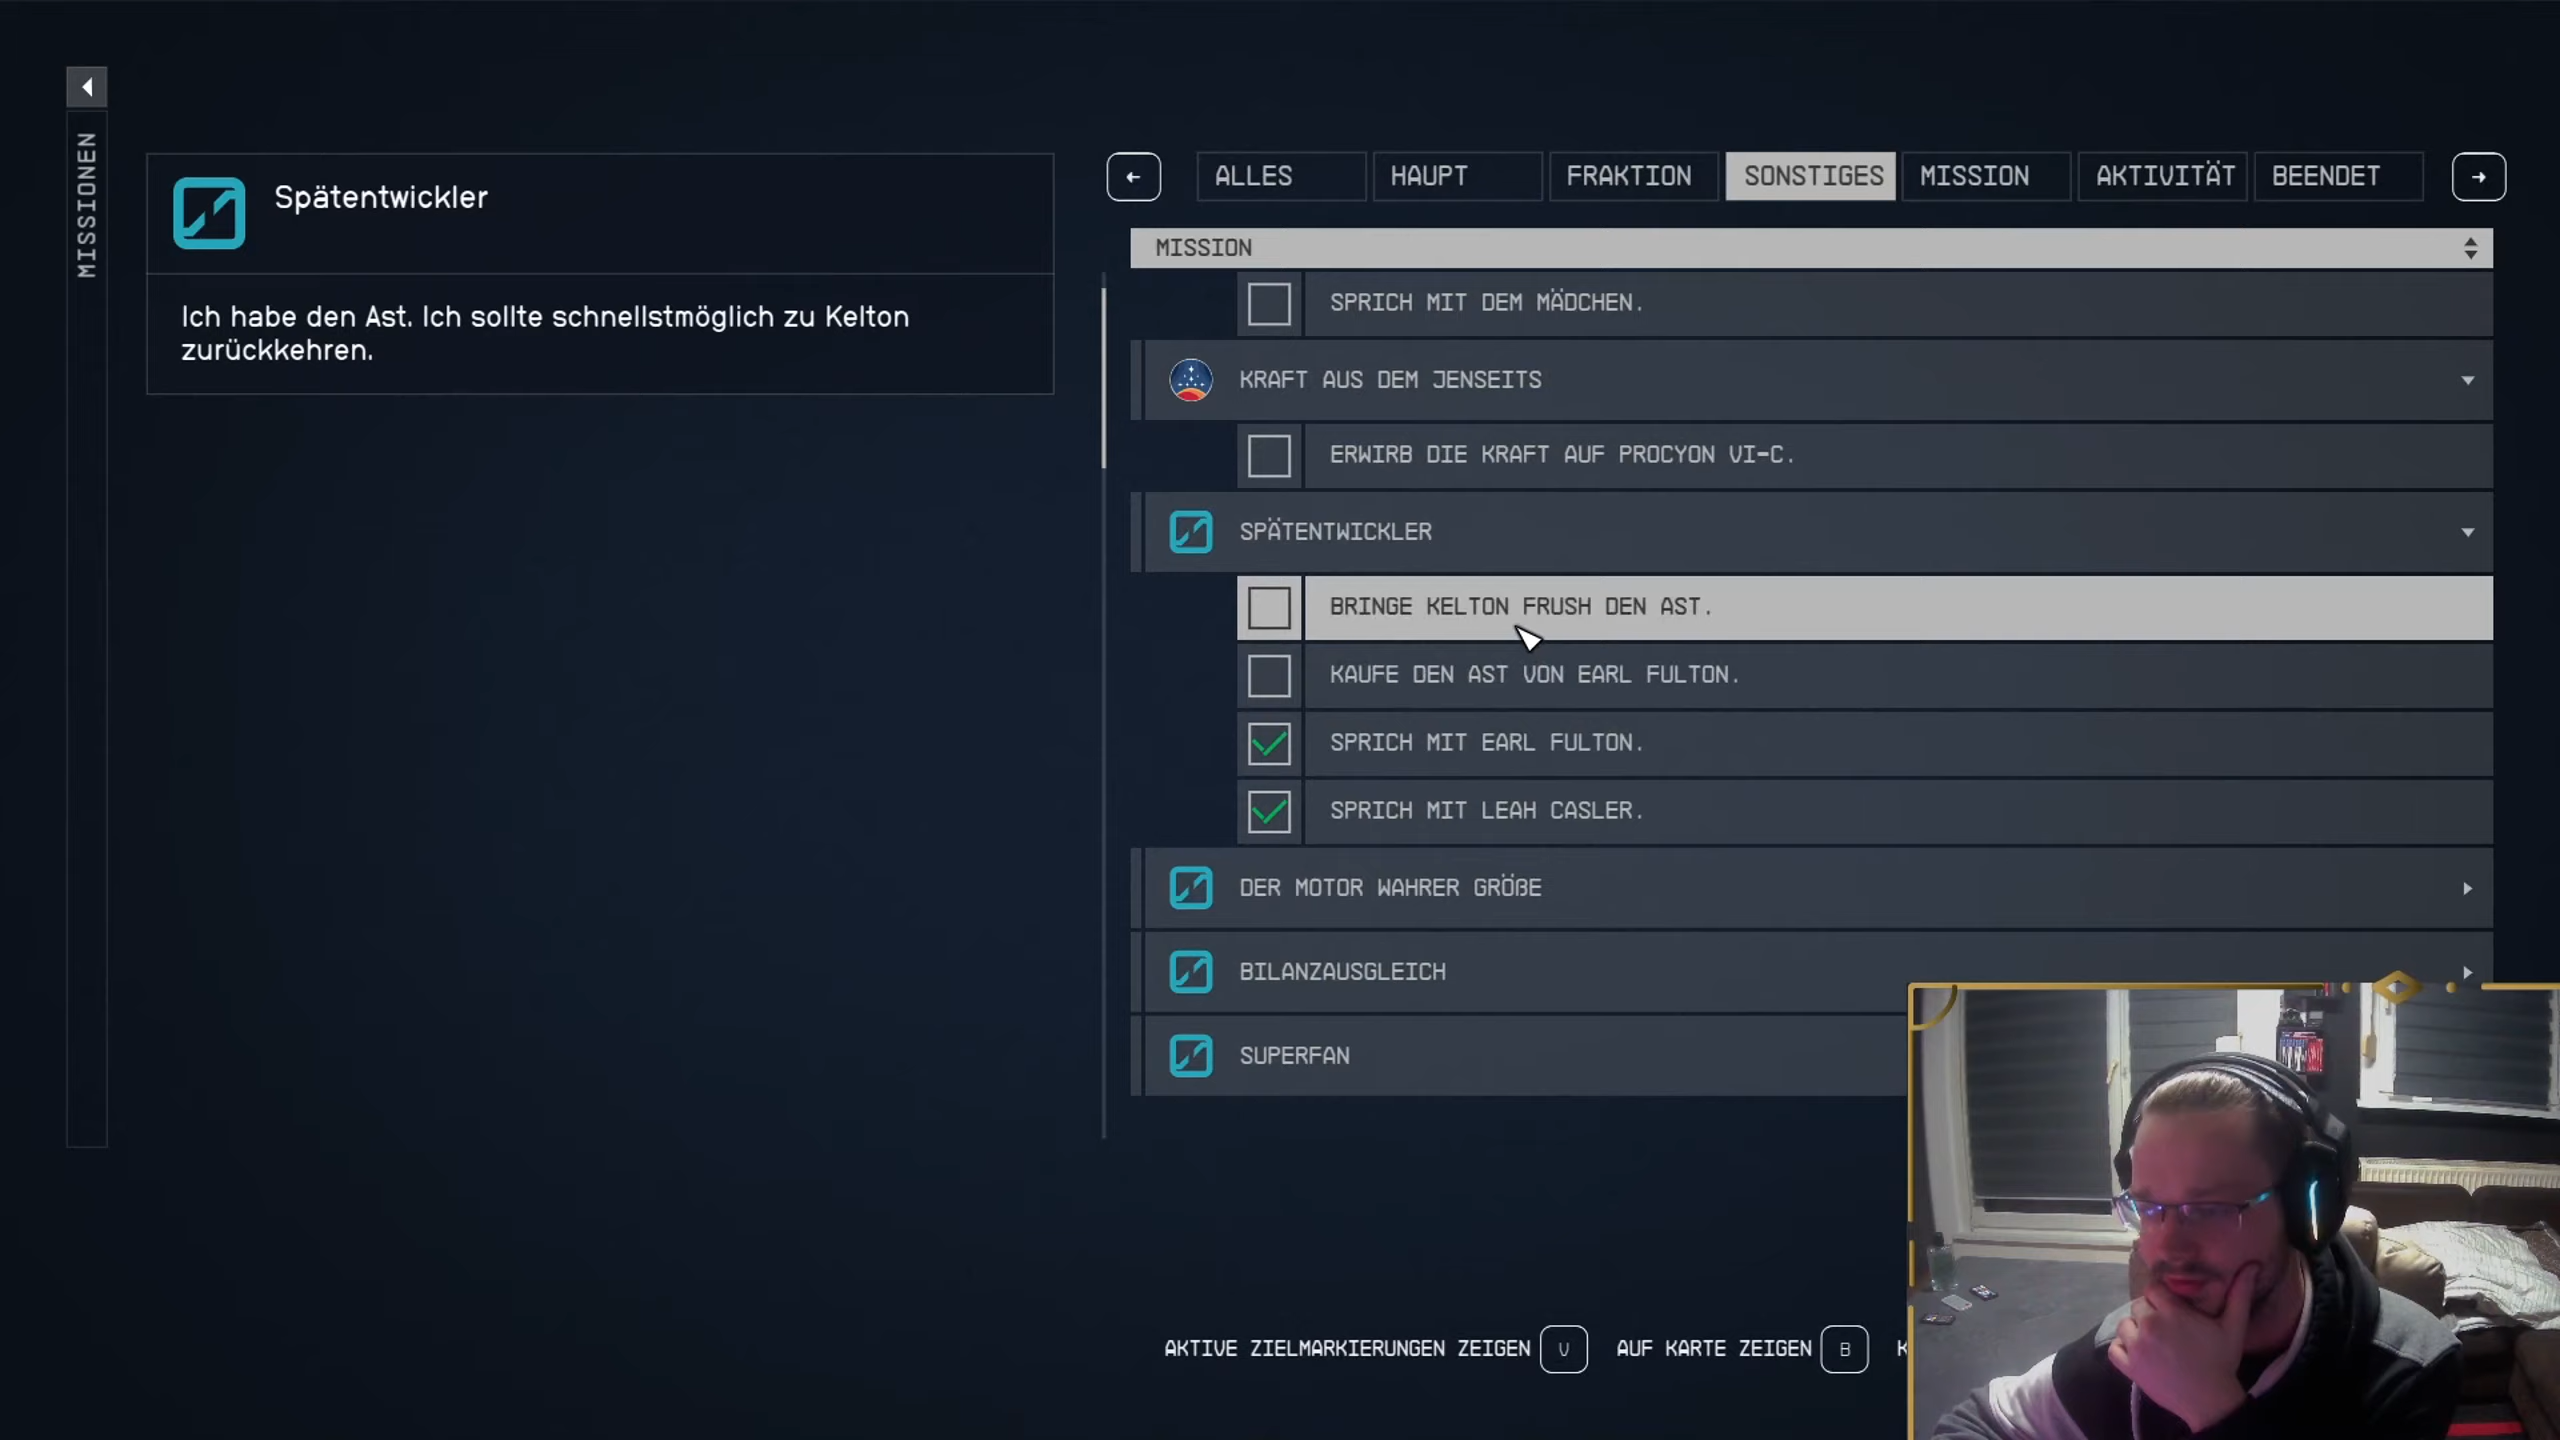 MISSIONEN
Spätentwickler
Ich habe den Ast. Ich sollte schnellstmöglich zu Kelton
zurückkehren.
ALLES
HAUPT
FRAKTION
SONSTIGES
MISSION
AKTIVITÄT
BEENDET
MISSION
SPRICH MIT DEM MÄDCHEN.
KRAFT AUS DEM JENSEITS
ERWIRB DIE KRAFT AUF PROCYON VI-C.
SPÄTENTWICKLER
BRINGE KELTON FRUSH DEN AST.
KAUFE DEN AST VON EARL FULTON.
SPRICH MIT EARL FULTON.
SPRICH MIT LEAH CASLER.
DER MOTOR WAHRER GRÖßE
BILANZAUSGLEICH
SUPERFAN
AKTIVE ZIELMARKIERUNGEN ZEIGEN V
AUF KARTE ZEIGEN B